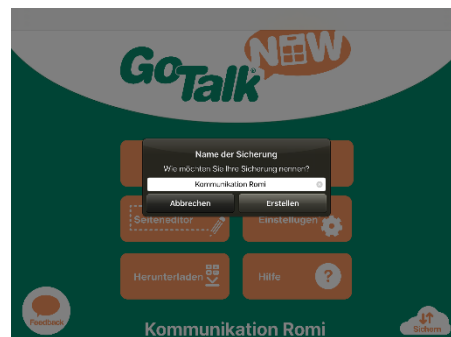 GoTalk NOW
Name der Sicherung
Wie möchten Sie Ihre Sicherung nennen?
Kommunikation Romi
Abbrechen
Erstellen
Seiteneditor
Einstellugen
Herunterladen
Hilfe
?
Feedback
Kommunikation Romi
Sichern